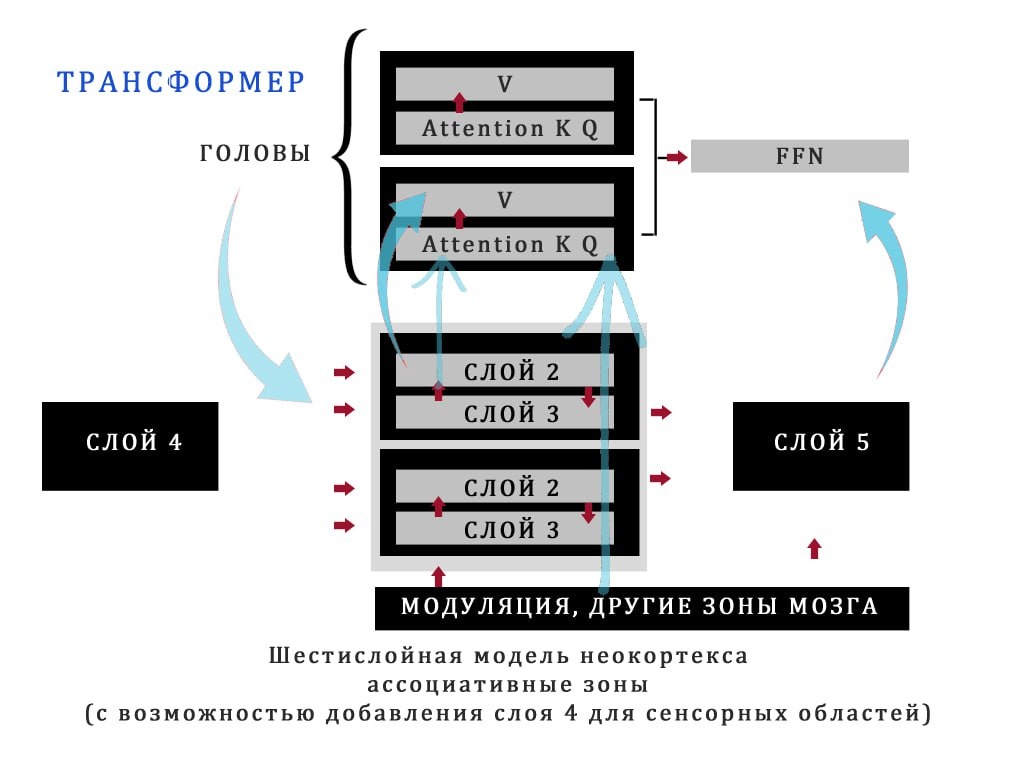 ТРАНСФОРМЕР
ГОЛОВЫ
V
Attention K Q
V
Attention K Q
FFN
СЛОЙ 4
СЛОЙ 2
СЛОЙ 3
СЛОЙ 2
СЛОЙ 3
СЛОЙ 5
МОДУЛЯЦИЯ, ДРУГИЕ ЗОНЫ МОЗГА
Шестислойная модель неокортекса
ассоциативные зоны
(с возможностью добавления слоя 4 для сенсорных областей)